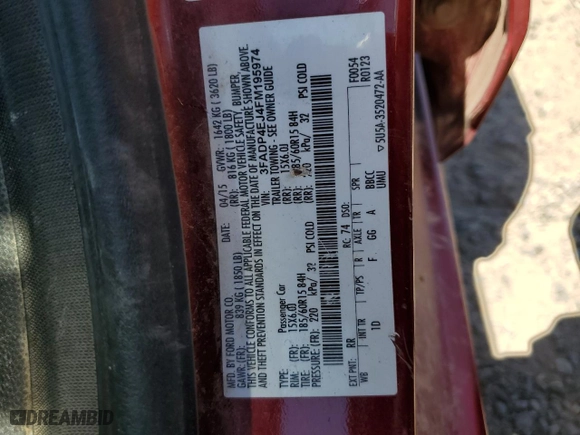 MFD. BY FORD MOTOR CO.
DATE: 04/15 GVWR: 1642 KG ( 3620 LB)
GAWR: (FR): 839 KG (1850 LB) (RR): 816 KG (1800 LB)
THIS VEHICLE CONFORMS TO ALL APPLICABLE FEDERAL MOTOR VEHICLE SAFETY, BUMPER,
AND THEFT PREVENTION STANDARDS IN EFFECT ON THE DATE OF MANUFACTURE SHOWN ABOVE.
VIN: 3FADP4EJ4FM195974
TYPE: Passenger Car TRAILER TOWING - SEE OWNER GUIDE
RIM: (FR): 15X6.0J (RR): 15X6.0J
TIRE: (FR): 185/60R15 84H (RR): 185/60R15 84H
PRESSURE: (FR): 220 kPa/ 32 PSI COLD (RR): 220 kPa/ 32 PSI COLD
EXT PNT: RR RC: 74 DSO: F0054
WB INT TR TP/PS R AXLE TR SPR R0123
1D F GG A BBCC
UMU ▽5U5A-3520472-AA
DREAMBID